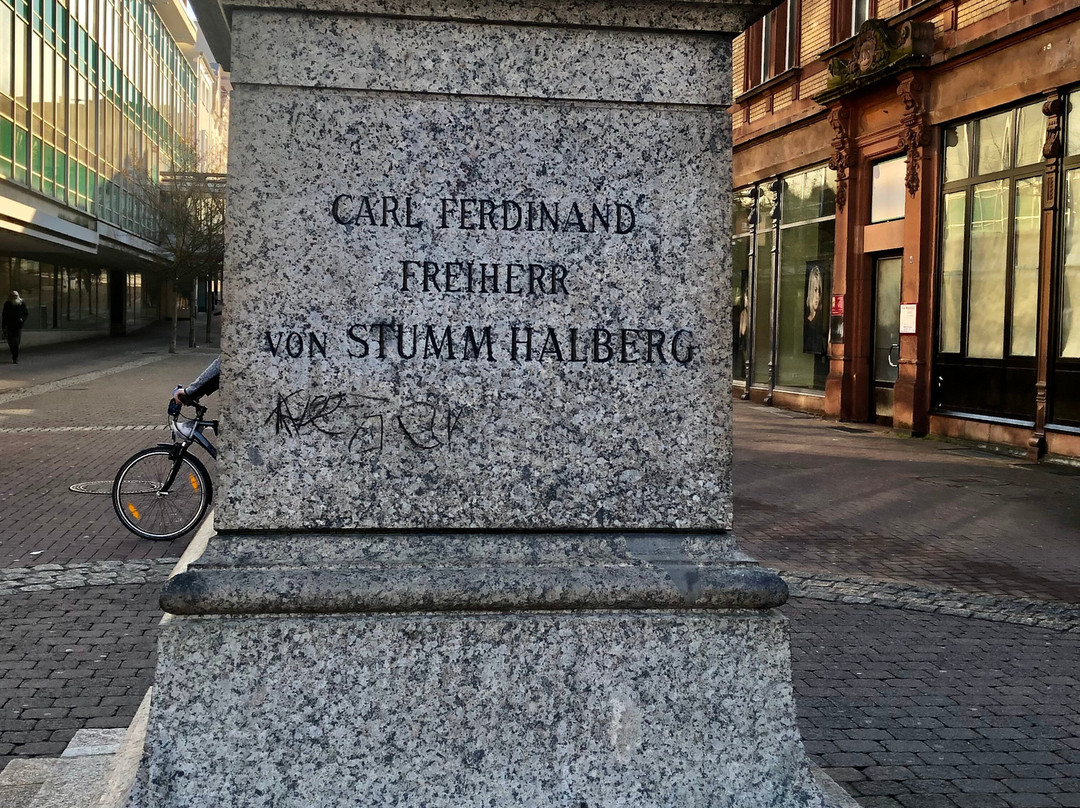 CARL FERDINAND
FREIHERR
VON STUMM HALBERG